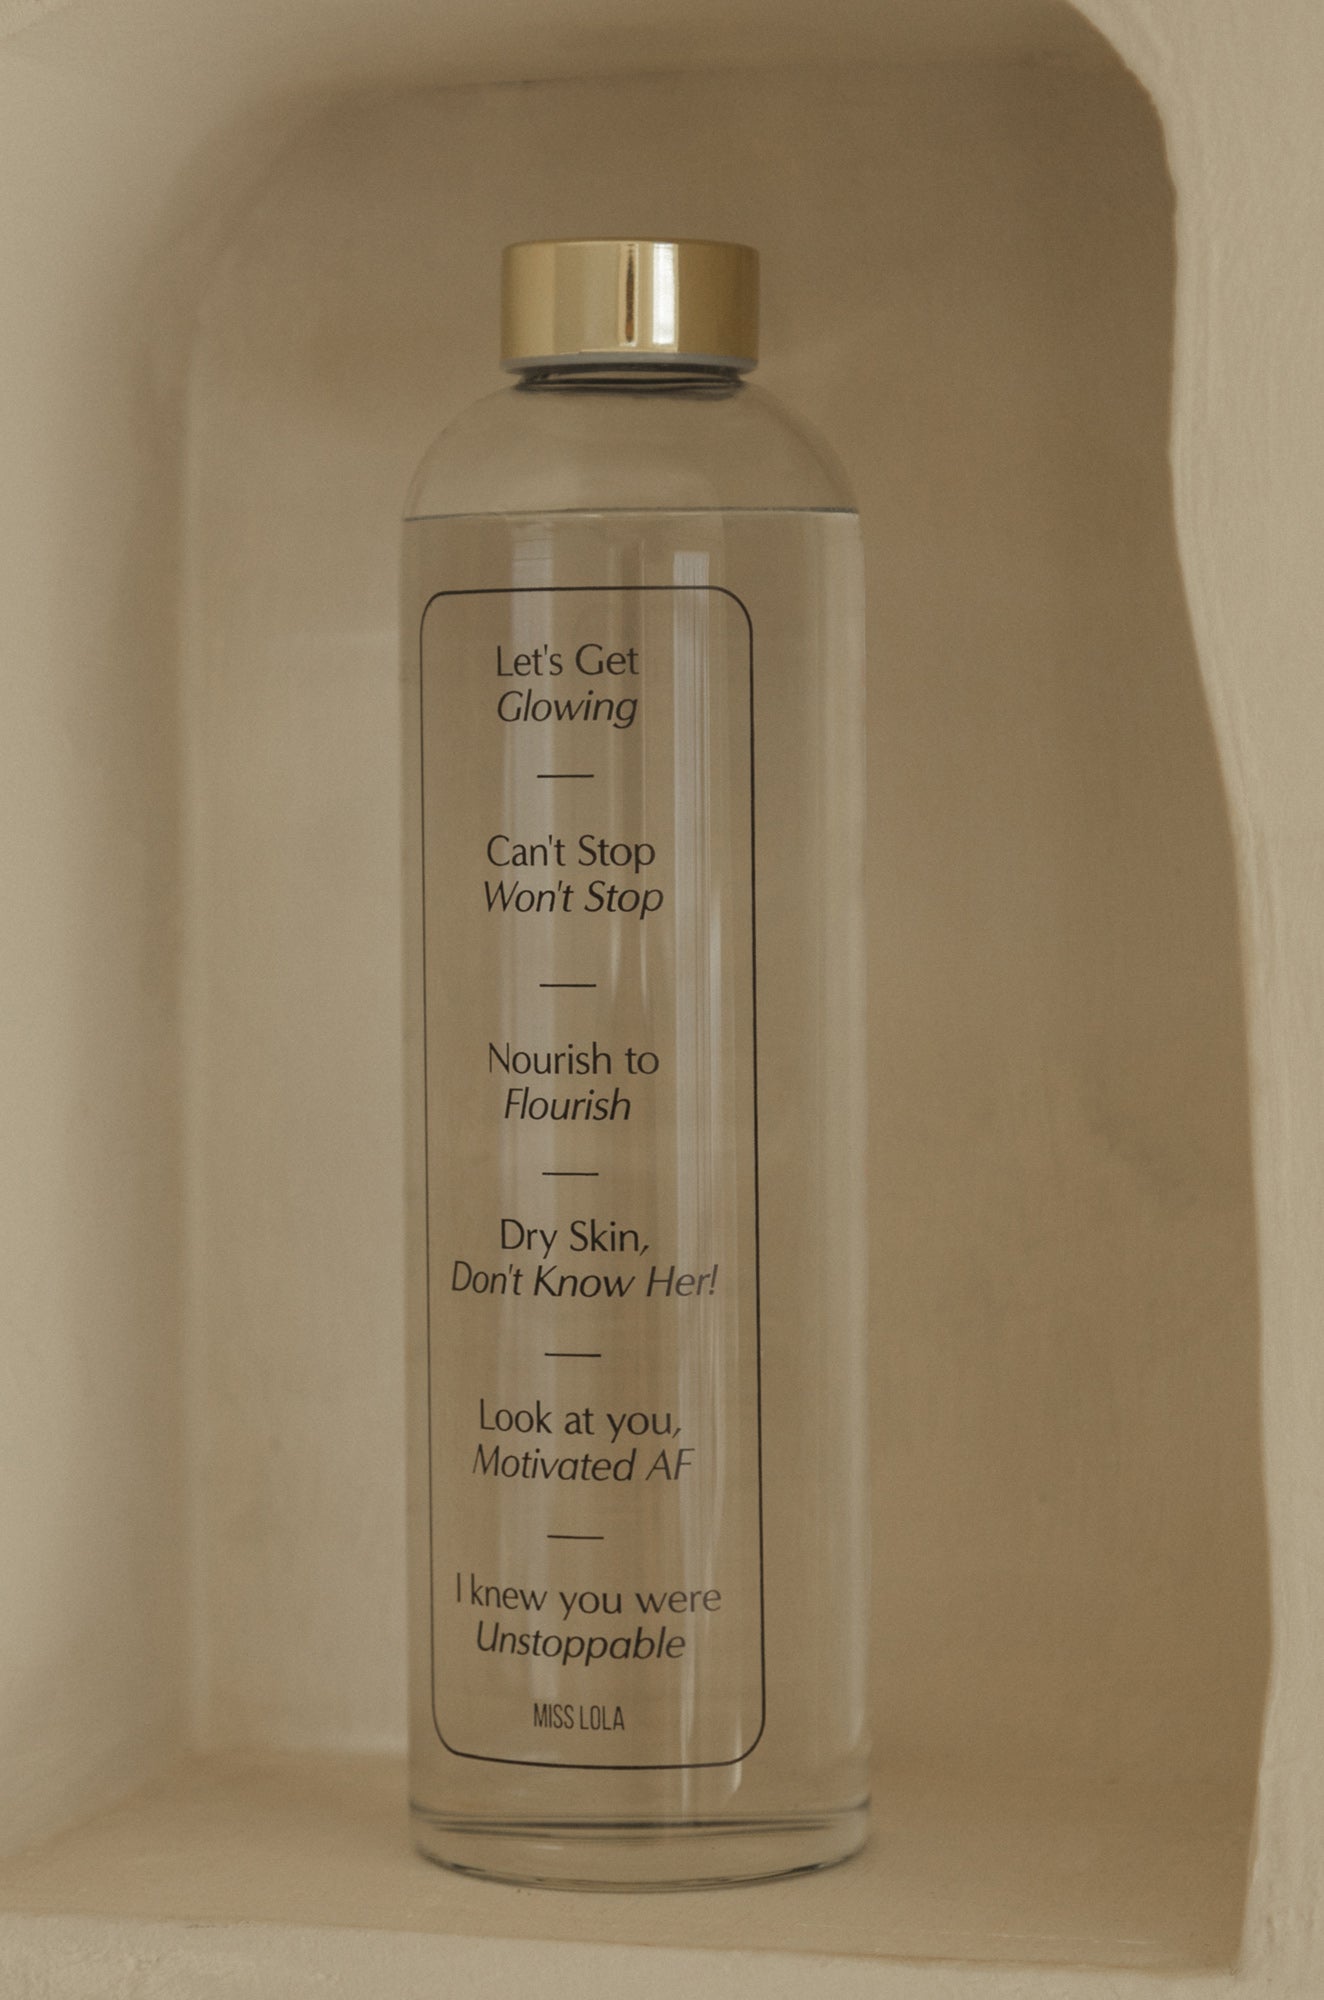 Let's Get
Glowing
Can't Stop
Won't Stop
Nourish to
Flourish
Dry Skin,
Don't Know Her!
Look at you,
Motivated AF
I knew you were
Unstoppable
MISS LOLA